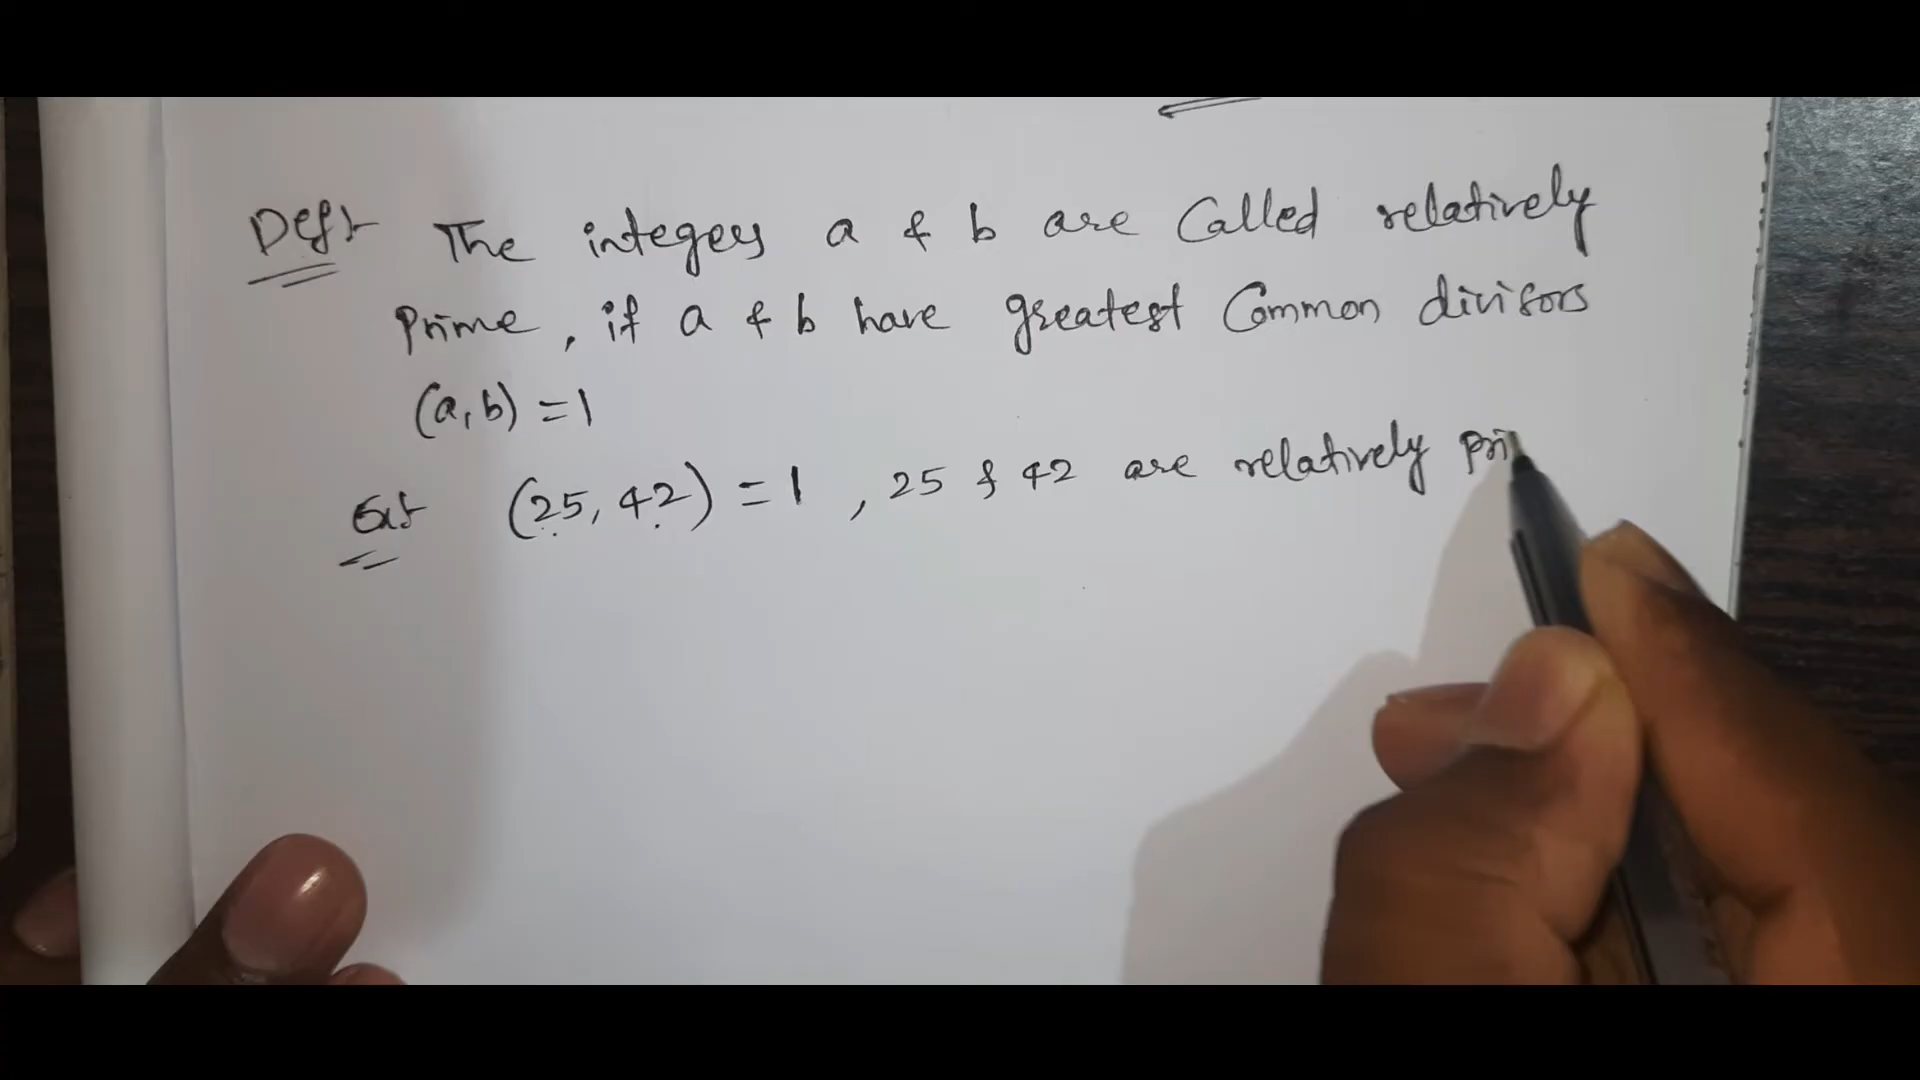 Def:- The integers a & b are Called relatively
Prime, if a & b have greatest Common divisors
(a, b) = 1
Ex:- (25, 42) = 1 , 25 & 42 are relatively pri